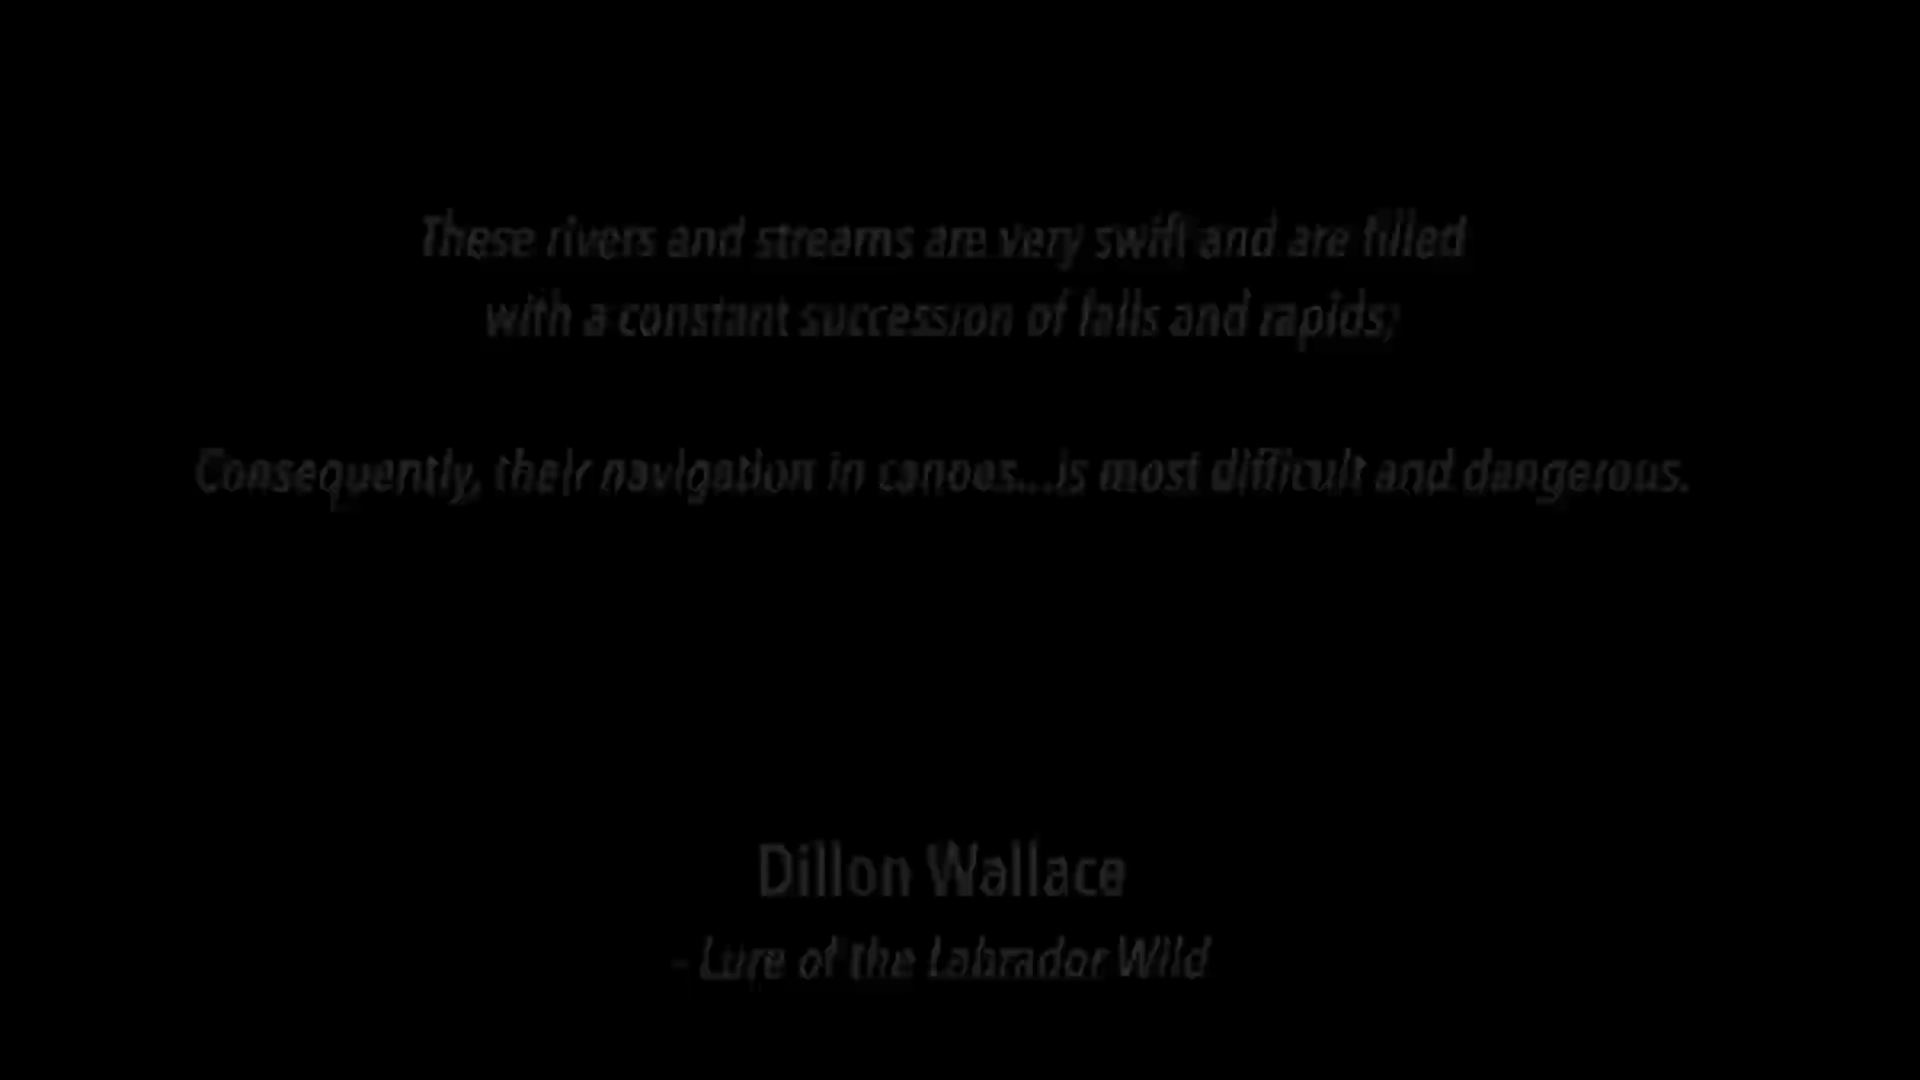 These rivers and streams are very swift and are filled
with a constant succession of falls and rapids;
Consequently, their navigation in canoes...is most difficult and dangerous.
Dillon Wallace
- Lure of the Labrador Wild